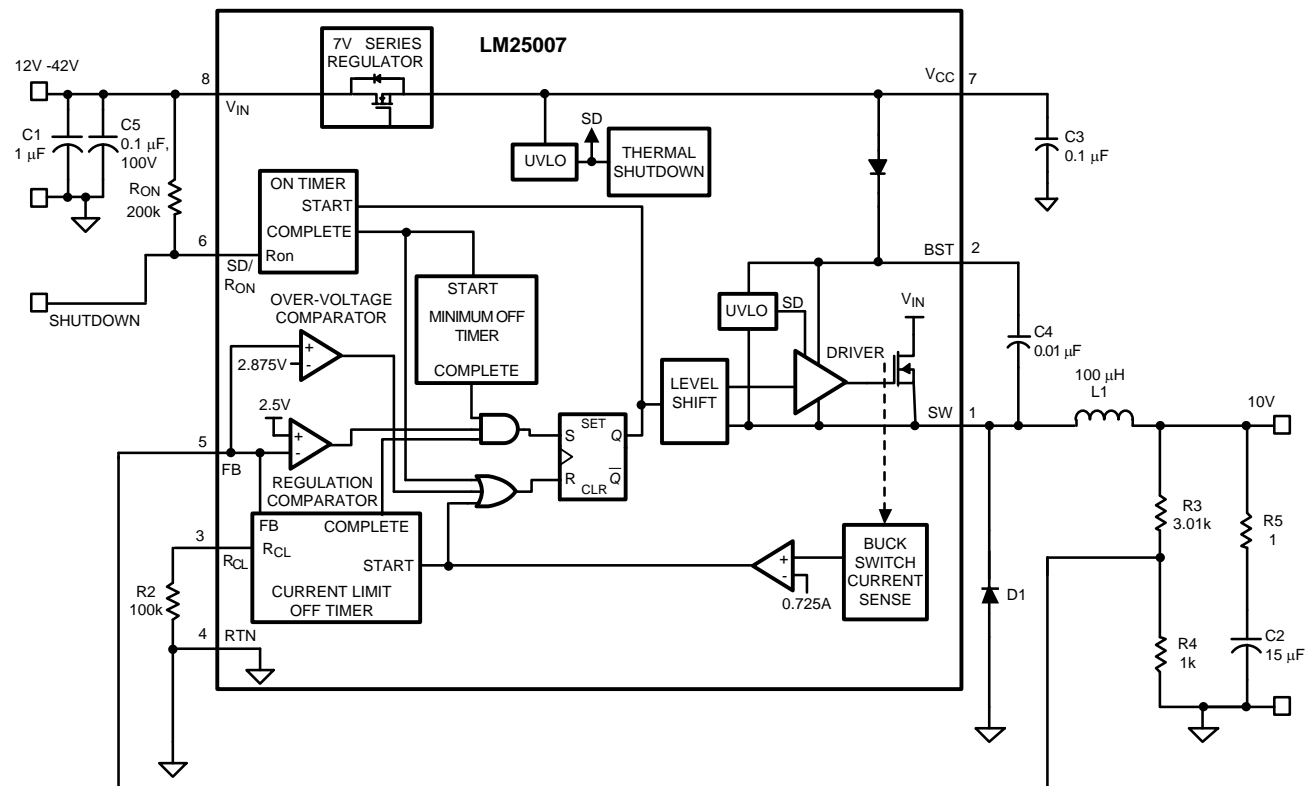 LM25007
7V SERIES
REGULATOR
12V -42V
8
VIN
VCC
7
C1
1 µF
C5
0.1 µF,
100V
RON
200k
SD
UVLO
THERMAL
SHUTDOWN
C3
0.1 µF
ON TIMER
START
COMPLETE
Ron
6
SD/
RON
SHUTDOWN
BST
2
START
MINIMUM OFF
TIMER
COMPLETE
OVER-VOLTAGE
COMPARATOR
+
-
2.875V
UVLO
SD
VIN
DRIVER
LEVEL
SHIFT
C4
0.01 µF
100 µH
L1
SW
1
10V
2.5V
+
-
5
FB
REGULATION
COMPARATOR
SET
S
Q
R
Q
CLR
FB
COMPLETE
3
RCL
RCL
START
CURRENT LIMIT
OFF TIMER
R2
100k
4
RTN
+
-
0.725A
BUCK
SWITCH
CURRENT
SENSE
D1
R3
3.01k
R5
1
R4
1k
C2
15 µF